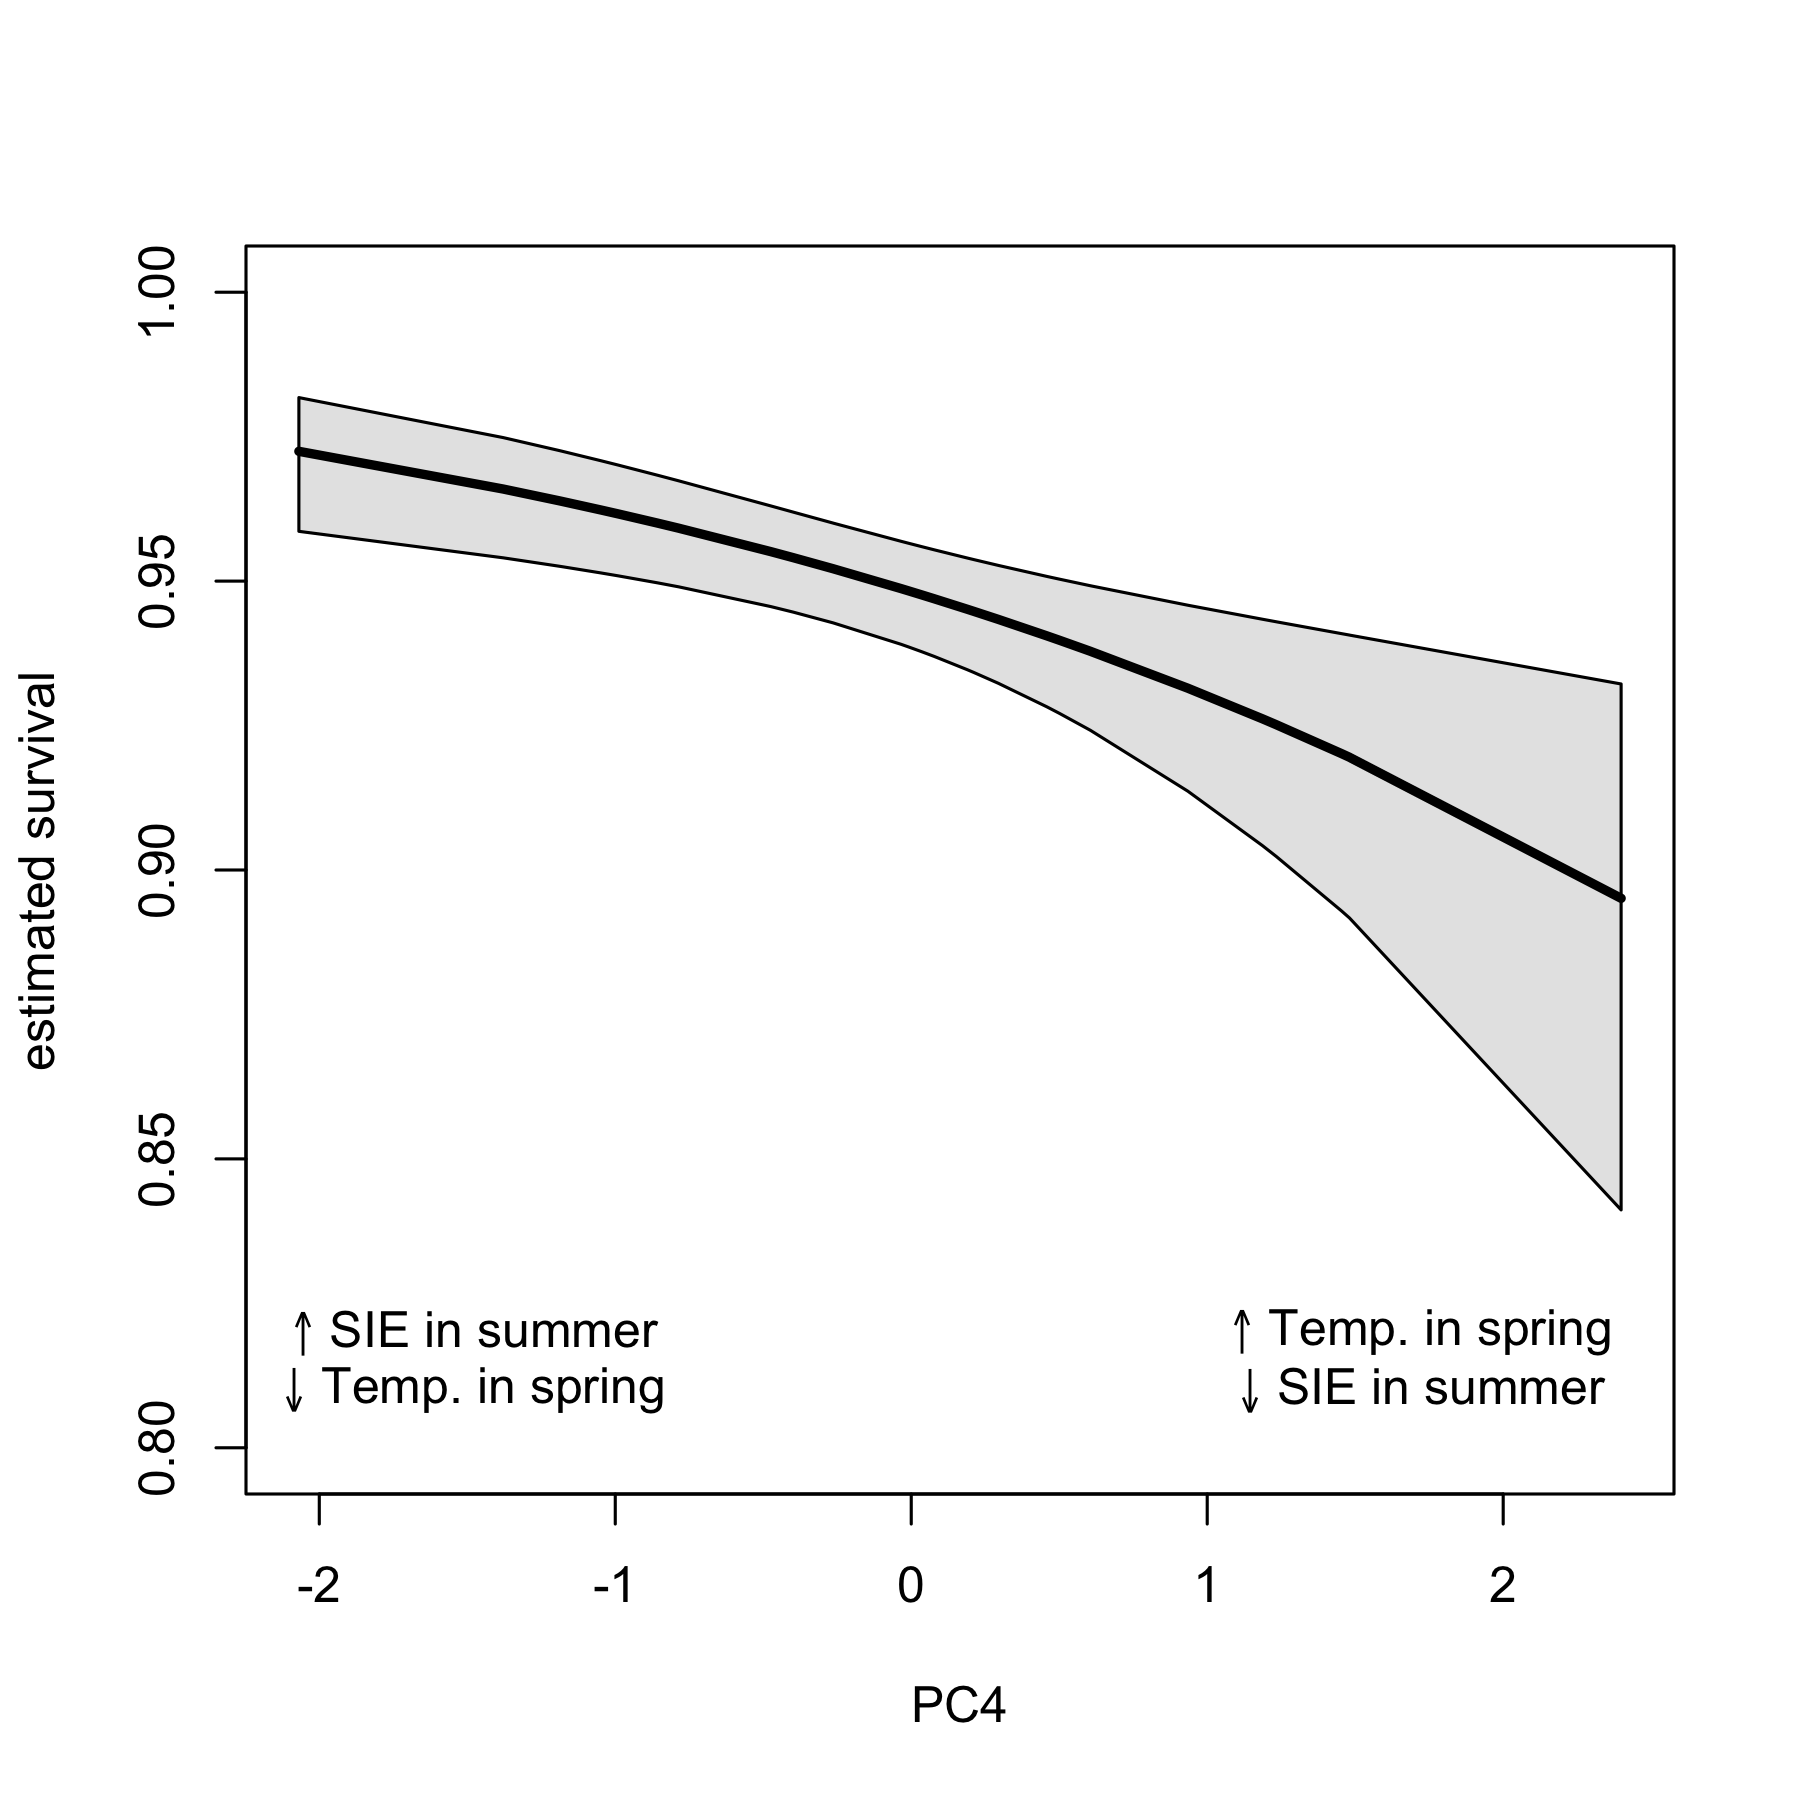 1.00
0.95
0.90
0.85
0.80
estimated survival
↑ SIE in summer
↓ Temp. in spring
↑ Temp. in spring
↓ SIE in summer
-2 -1 0 1 2
PC4